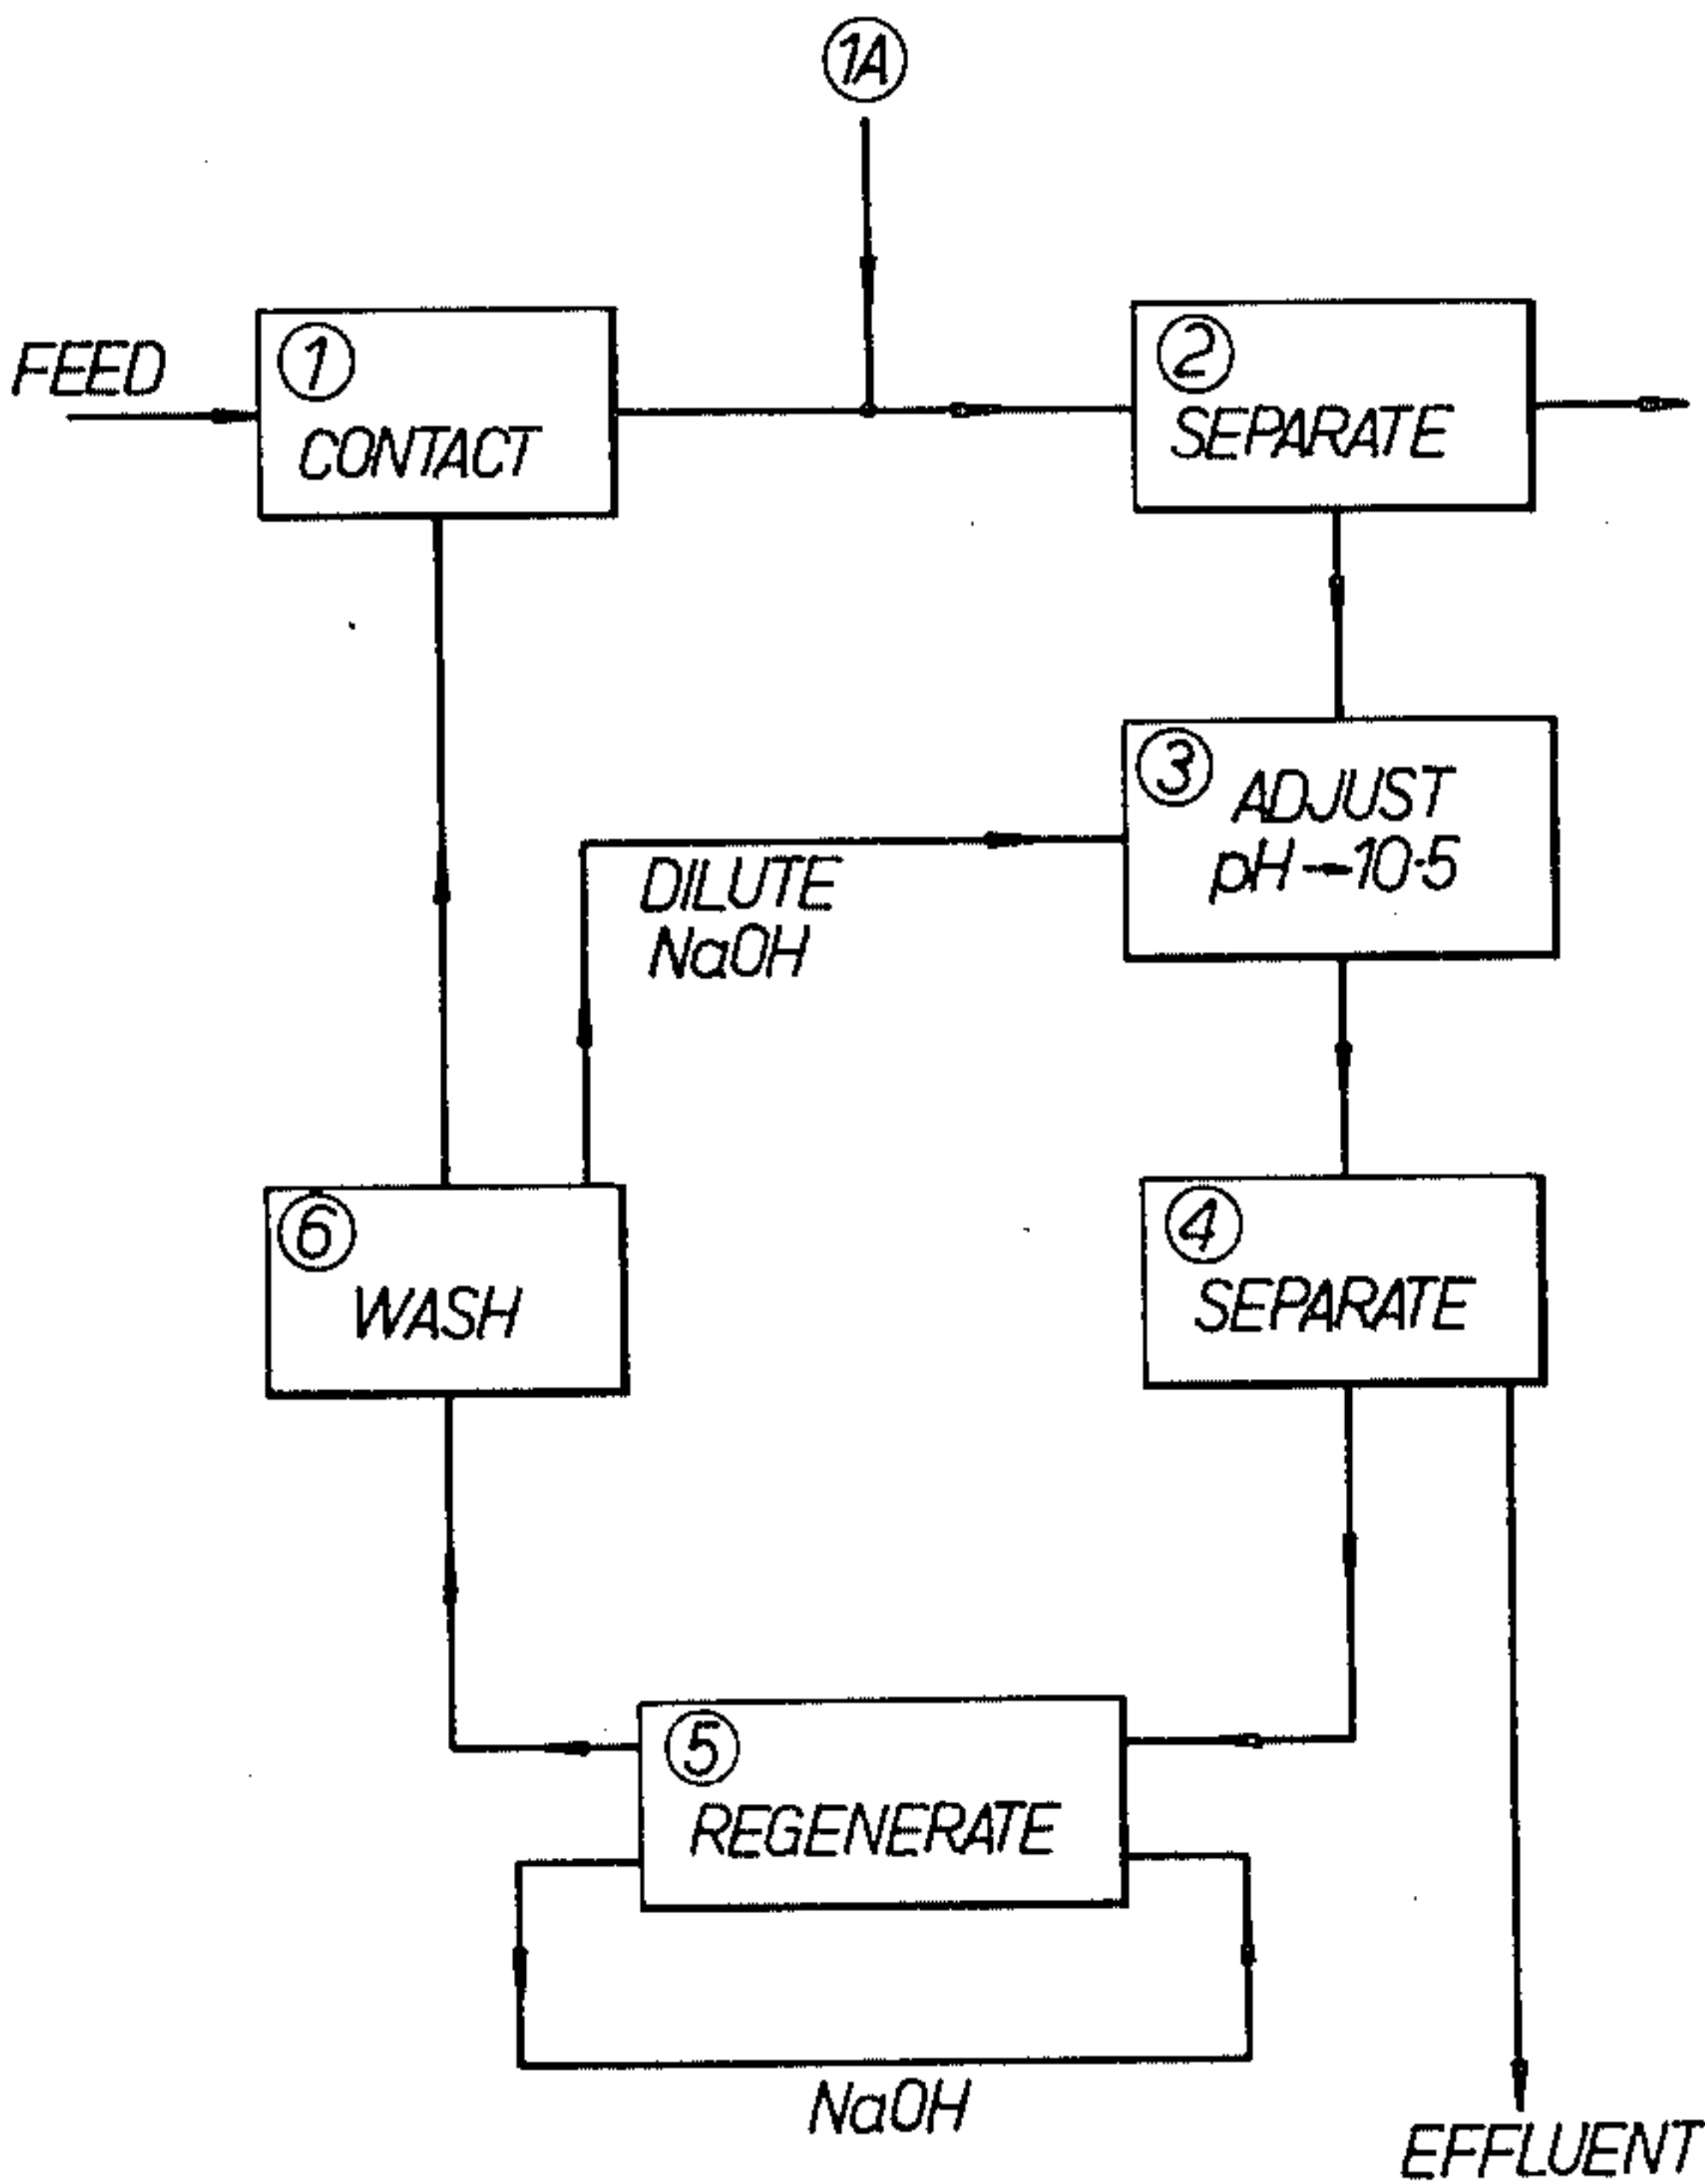 1A
FEED
1
CONTACT
2
SEPARATE
3
ADJUST
pH→10·5
DILUTE
NaOH
6
WASH
4
SEPARATE
5
REGENERATE
NaOH
EFFLUENT